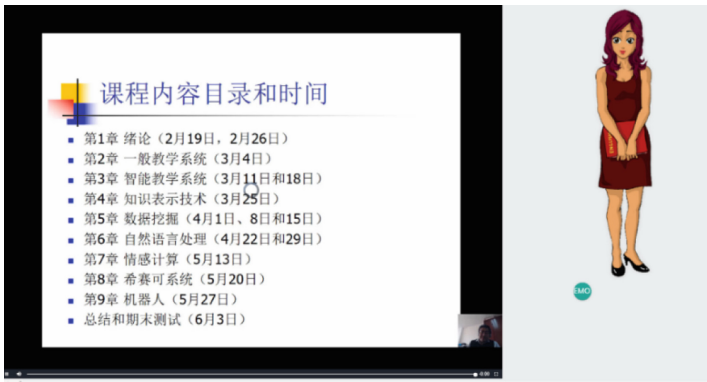 课程内容目录和时间
第1章 绪论（2月19日，2月26日）
第2章 一般教学系统（3月4日）
第3章 智能教学系统（3月11日和18日）
第4章 知识表示技术（3月25日）
第5章 数据挖掘（4月1日、8日和15日）
第6章 自然语言处理（4月22日和29日）
第7章 情感计算（5月13日）
第8章 希赛可系统（5月20日）
第9章 机器人（5月27日）
总结和期末测试（6月3日）
EMO
0:00